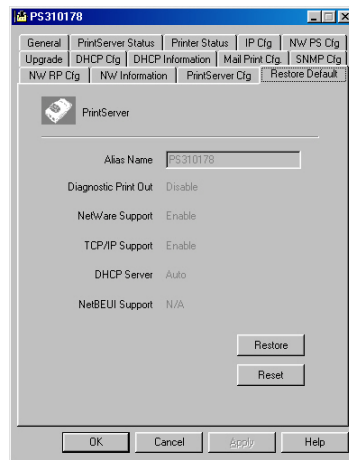 PS310178
General PrintServer Status Printer Status IP Cfg NW PS Cfg
Upgrade DHCP Cfg DHCP Information Mail Print Cfg. SNMP Cfg
NW RP Cfg NW Information PrintServer Cfg Restore Default
PrintServer
Alias Name PS310178
Diagnostic Print Out Disable
NetWare Support Enable
TCP/IP Support Enable
DHCP Server Auto
NetBEUI Support N/A
Restore
Reset
OK Cancel Apply Help